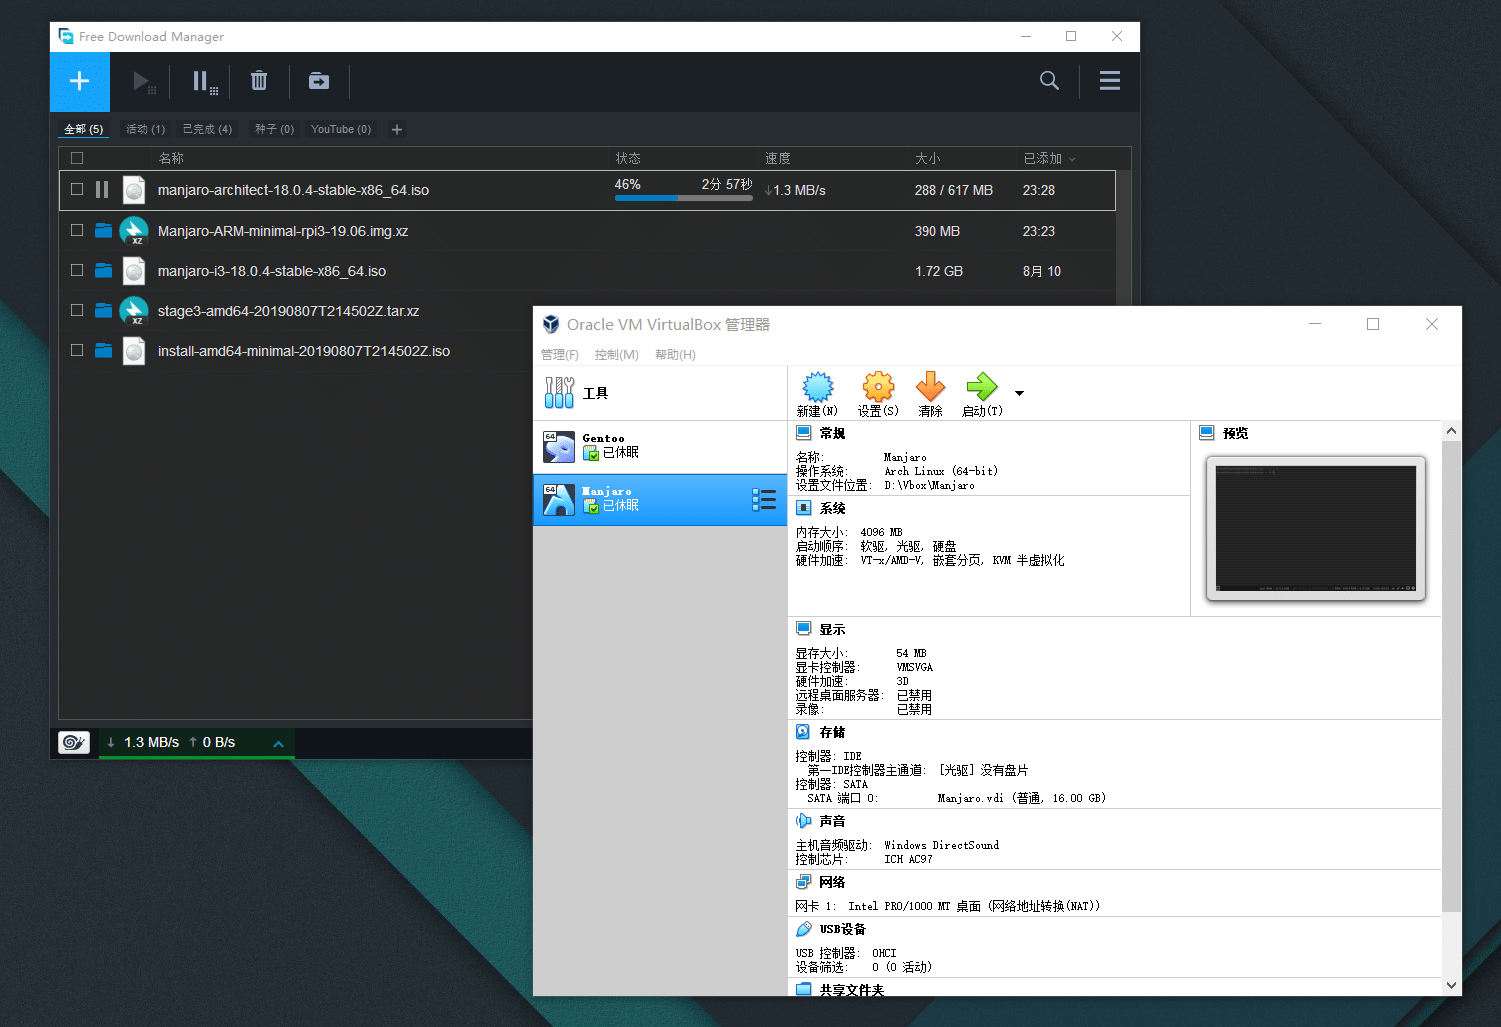 Free Download Manager
全部 (5) 活动 (1) 已完成 (4) 种子 (0) YouTube (0)
名称 状态 速度 大小 已添加
manjaro-architect-18.0.4-stable-x86_64.iso 46% 2分 57秒 ↓1.3 MB/s 288 / 617 MB 23:28
Manjaro-ARM-minimal-rpi3-19.06.img.xz 390 MB 23:23
XZ
manjaro-i3-18.0.4-stable-x86_64.iso 1.72 GB 8月 10
stage3-amd64-20190807T214502Z.tar.xz
XZ
install-amd64-minimal-20190807T214502Z.iso
↓ 1.3 MB/s ↑ 0 B/s
Oracle VM VirtualBox 管理器
管理(F) 控制(M) 帮助(H)
工具
新建(N) 设置(S) 清除 启动(T)
64 Gentoo
已休眠
64 Manjaro
已休眠
常规
名称: Manjaro
操作系统: Arch Linux (64-bit)
设置文件位置: D:\Vbox\Manjaro
预览
系统
内存大小: 4096 MB
启动顺序: 软驱, 光驱, 硬盘
硬件加速: VT-x/AMD-V, 嵌套分页, KVM 半虚拟化
显示
显存大小: 54 MB
显卡控制器: VMSVGA
硬件加速: 3D
远程桌面服务器: 已禁用
录像: 已禁用
存储
控制器: IDE
第一IDE控制器主通道: [光驱] 没有盘片
控制器: SATA
SATA 端口 0: Manjaro.vdi (普通, 16.00 GB)
声音
主机音频驱动: Windows DirectSound
控制芯片: ICH AC97
网络
网卡 1: Intel PRO/1000 MT 桌面 (网络地址转换(NAT))
USB设备
USB 控制器: OHCI
设备筛选: 0 (0 活动)
共享文件夹